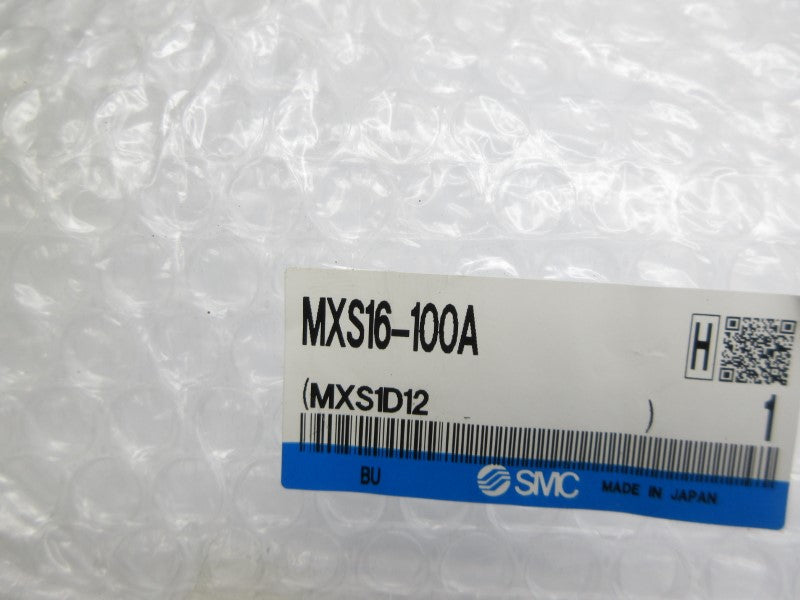 MXS16-100A
H
(MXS1D12 ) 1
BU SMC MADE IN JAPAN